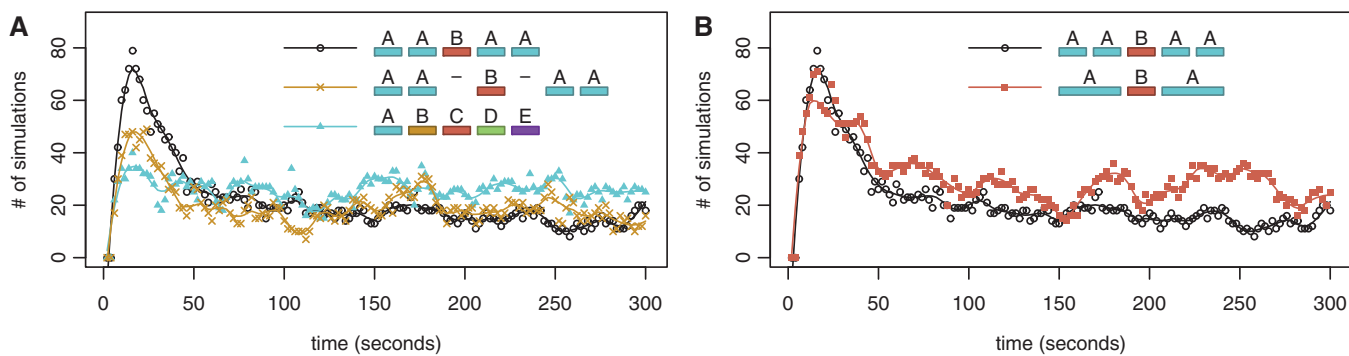 A
# of simulations
80
60
40
20
0
A A B A A
A A – B – A A
A B C D E
0 50 100 150 200 250 300
time (seconds)
B
# of simulations
80
60
40
20
0
A A B A A
A B A
0 50 100 150 200 250 300
time (seconds)